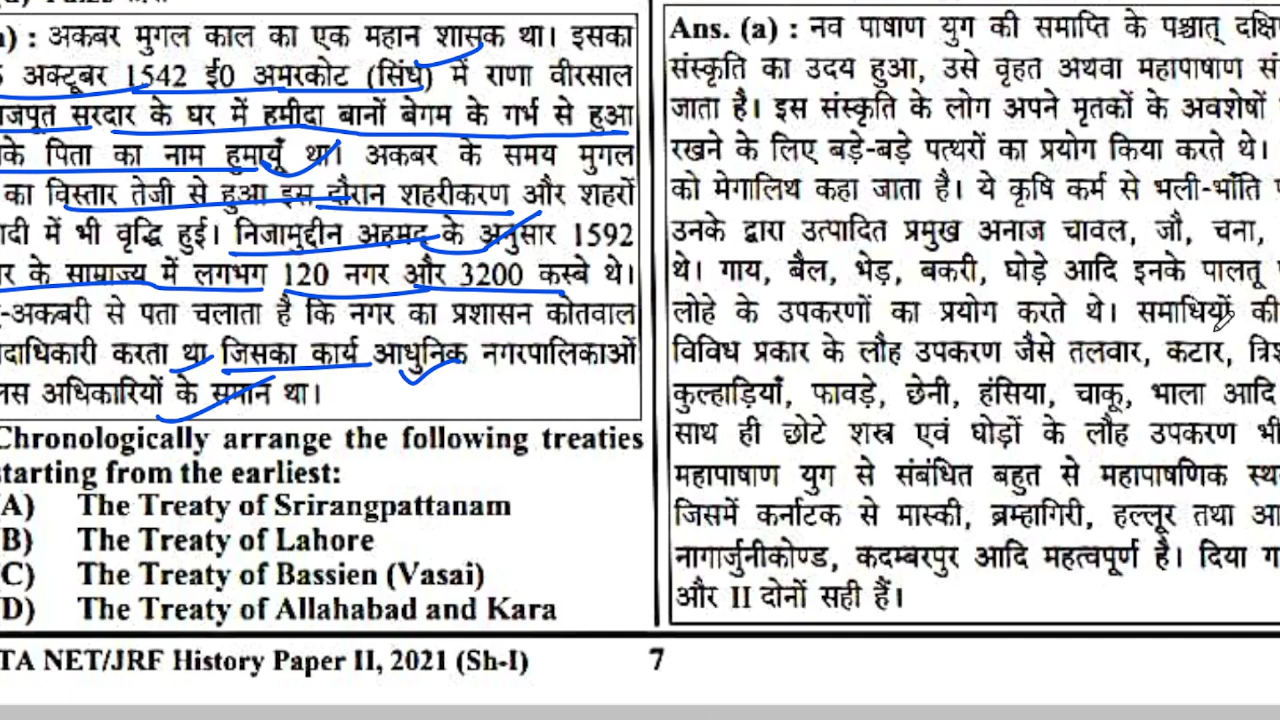 ) : अकबर मुगल काल का एक महान शासक था। इसका
अक्टूबर 1542 ई0 अमरकोट (सिंध) में राणा वीरसाल
जपूत सरदार के घर में हमीदा बानों बेगम के गर्भ से हुआ
के पिता का नाम हुमायूँ था। अकबर के समय मुगल
का विस्तार तेजी से हुआ इस दौरान शहरीकरण और शहरों
ादी में भी वृद्धि हुई। निजामुद्दीन अहमद के अनुसार 1592
र के साम्राज्य में लगभग 120 नगर और 3200 कस्बे थे।
-अकबरी से पता चलाता है कि नगर का प्रशासन कोतवाल
दाधिकारी करता था जिसका कार्य आधुनिक नगरपालिकाओं
लस अधिकारियों के समान था।
Chronologically arrange the following treaties
starting from the earliest:
A) The Treaty of Srirangpattanam
B) The Treaty of Lahore
C) The Treaty of Bassien (Vasai)
D) The Treaty of Allahabad and Kara
Ans. (a) : नव पाषाण युग की समाप्ति के पश्चात् दक्षि
संस्कृति का उदय हुआ, उसे वृहत अथवा महापाषाण सं
जाता है। इस संस्कृति के लोग अपने मृतकों के अवशेषों
रखने के लिए बड़े-बड़े पत्थरों का प्रयोग किया करते थे।
को मेगालिथ कहा जाता है। ये कृषि कर्म से भली-भाँति
उनके द्वारा उत्पादित प्रमुख अनाज चावल, जौ, चना,
थे। गाय, बैल, भेड़, बकरी, घोड़े आदि इनके पालतू
लोहे के उपकरणों का प्रयोग करते थे। समाधियों की
विविध प्रकार के लौह उपकरण जैसे तलवार, कटार, त्रिश
कुल्हाड़ियाँ, फावड़े, छेनी, हंसिया, चाकू, भाला आदि
साथ ही छोटे शस्त्र एवं घोड़ों के लौह उपकरण भी
महापाषाण युग से संबंधित बहुत से महापाषणिक स्थ
जिसमें कर्नाटक से मास्की, ब्रम्हागिरी, हल्लूर तथा आ
नागार्जुनीकोण्ड, कदम्बरपुर आदि महत्वपूर्ण है। दिया ग
और II दोनों सही हैं।
TA NET/JRF History Paper II, 2021 (Sh-I) 7